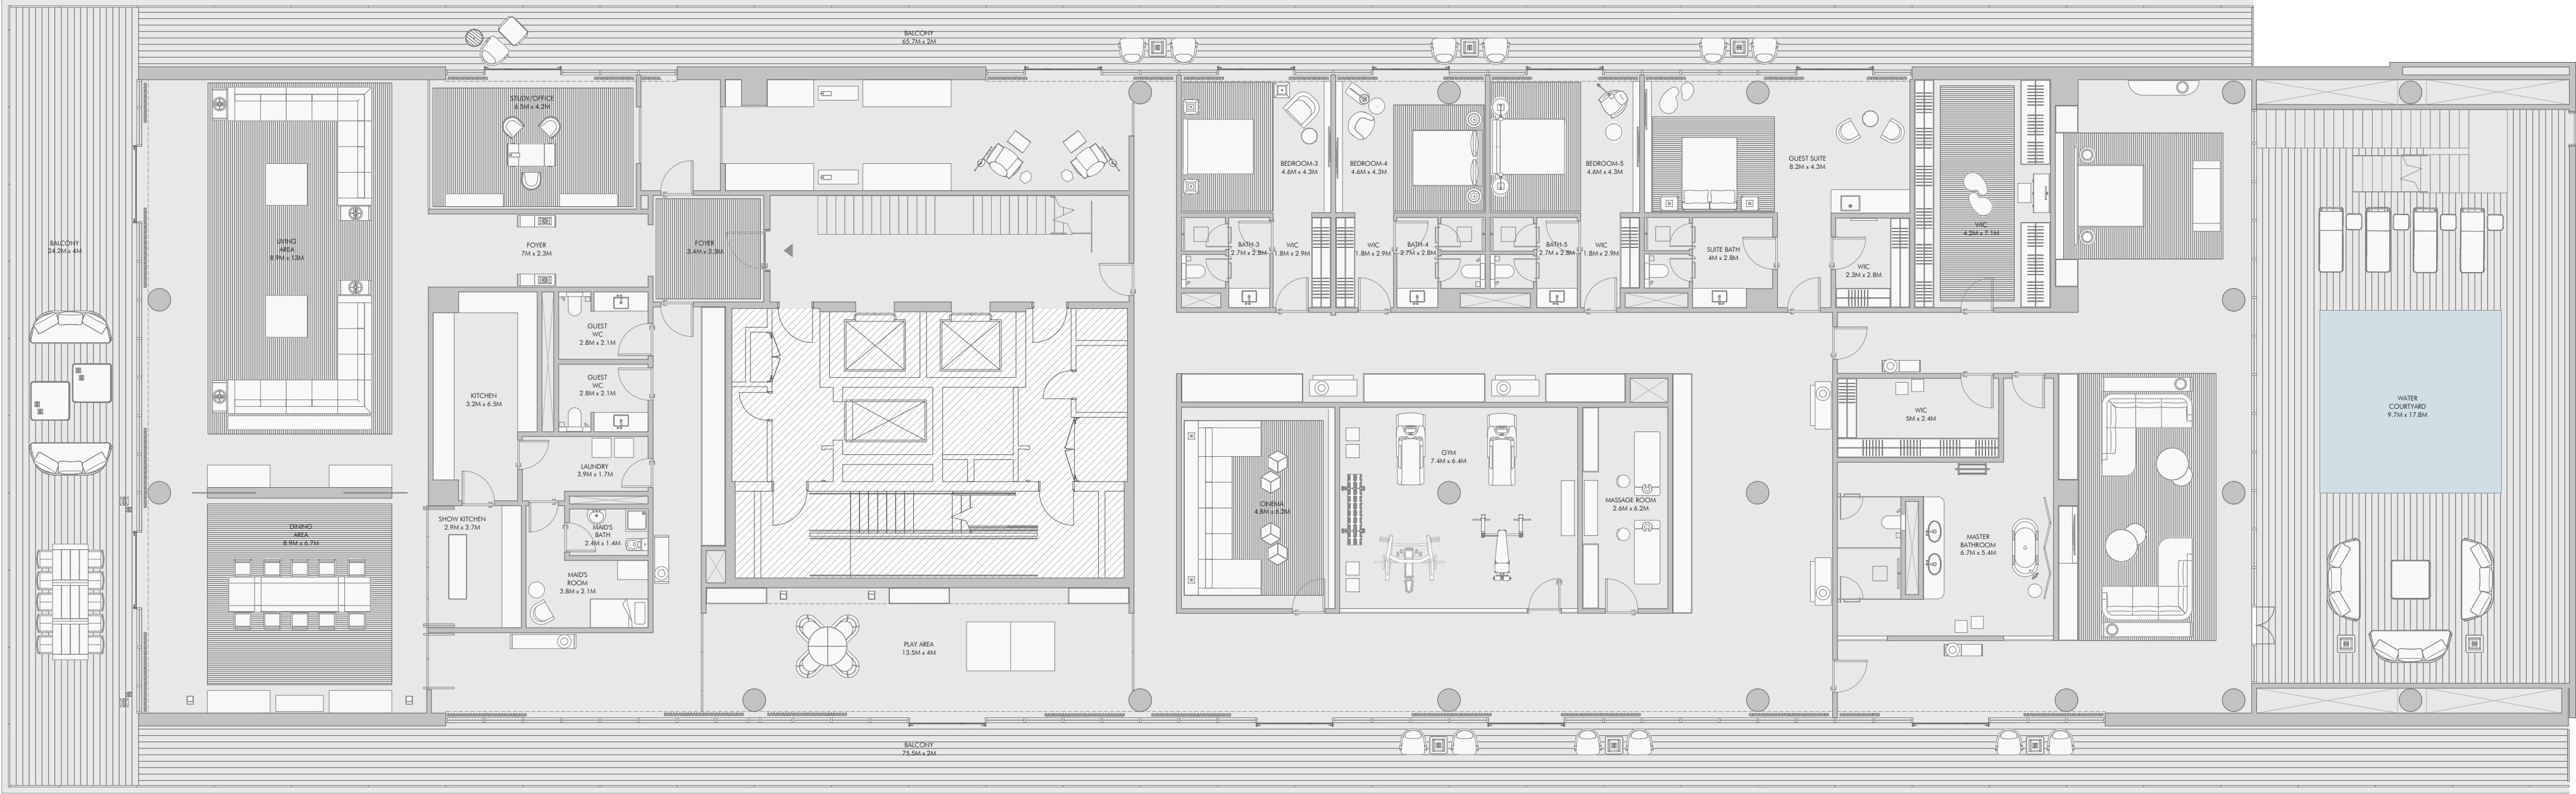 BALCONY
65.7M x 2M
STUDY/OFFICE
6.5M x 4.2M
BEDROOM-3
4.6M x 4.3M
BEDROOM-4
4.6M x 4.3M
BEDROOM-5
4.6M x 4.3M
GUEST SUITE
8.2M x 4.3M
BALCONY
24.2M x 4M
LIVING
AREA
8.9M x 13M
FOYER
7M x 2.3M
FOYER
3.4M x 3.3M
BATH-3
2.7M x 2.8M
WIC
1.8M x 2.9M
WIC
1.8M x 2.9M
BATH-4
2.7M x 2.8M
BATH-5
2.7M x 2.8M
WIC
1.8M x 2.9M
SUITE BATH
4M x 2.8M
WIC
2.3M x 2.8M
WIC
4.2M x 7.1M
GUEST
WC
2.8M x 2.1M
GUEST
WC
2.8M x 2.1M
KITCHEN
3.2M x 6.5M
WIC
5M x 2.4M
WATER
COURTYARD
9.7M x 17.8M
LAUNDRY
3.9M x 1.7M
GYM
7.4M x 6.4M
CINEMA
4.8M x 6.2M
MASSAGE ROOM
2.6M x 6.2M
SHOW KITCHEN
2.9M x 3.7M
DINING
AREA
8.9M x 6.7M
MAID'S
BATH
2.4M x 1.4M
MASTER
BATHROOM
6.7M x 5.4M
MAID'S
ROOM
3.8M x 2.1M
PLAY AREA
13.5M x 4M
BALCONY
75.5M x 2M